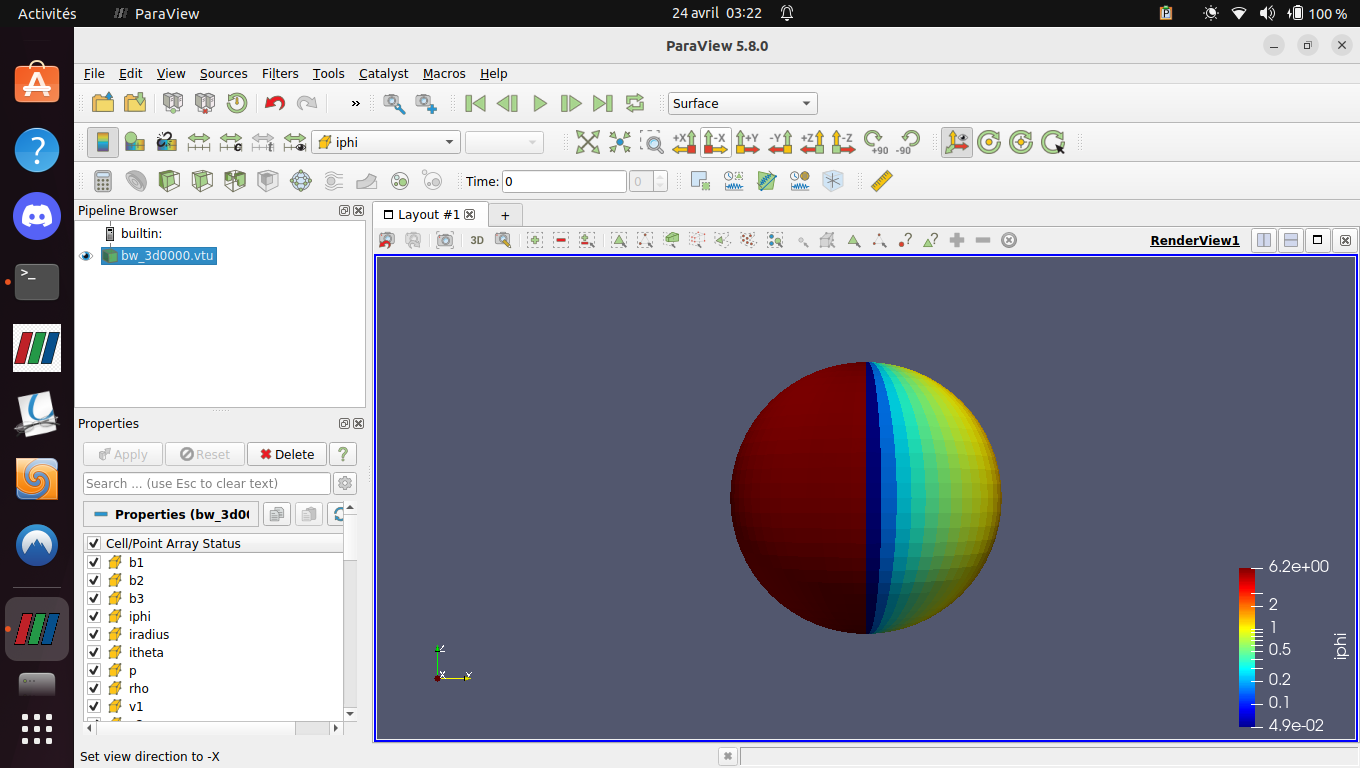 Activités ParaView 24 avril 03:22 100 %
ParaView 5.8.0
File Edit View Sources Filters Tools Catalyst Macros Help
» Surface
iphi +X -X +Y -Y +Z -Z +90 -90
Time: 0 0
Pipeline Browser
builtin:
bw_3d0000.vtu
Layout #1 +
3D RenderView1
Properties
Apply Reset Delete ?
Search ... (use Esc to clear text)
Properties (bw_3d00
Cell/Point Array Status
b1
b2
b3
iphi
iradius
itheta
p
rho
v1
Z
X Y
6.2e+00
2
1
0.5
0.2
0.1
4.9e-02
iphi
Set view direction to -X